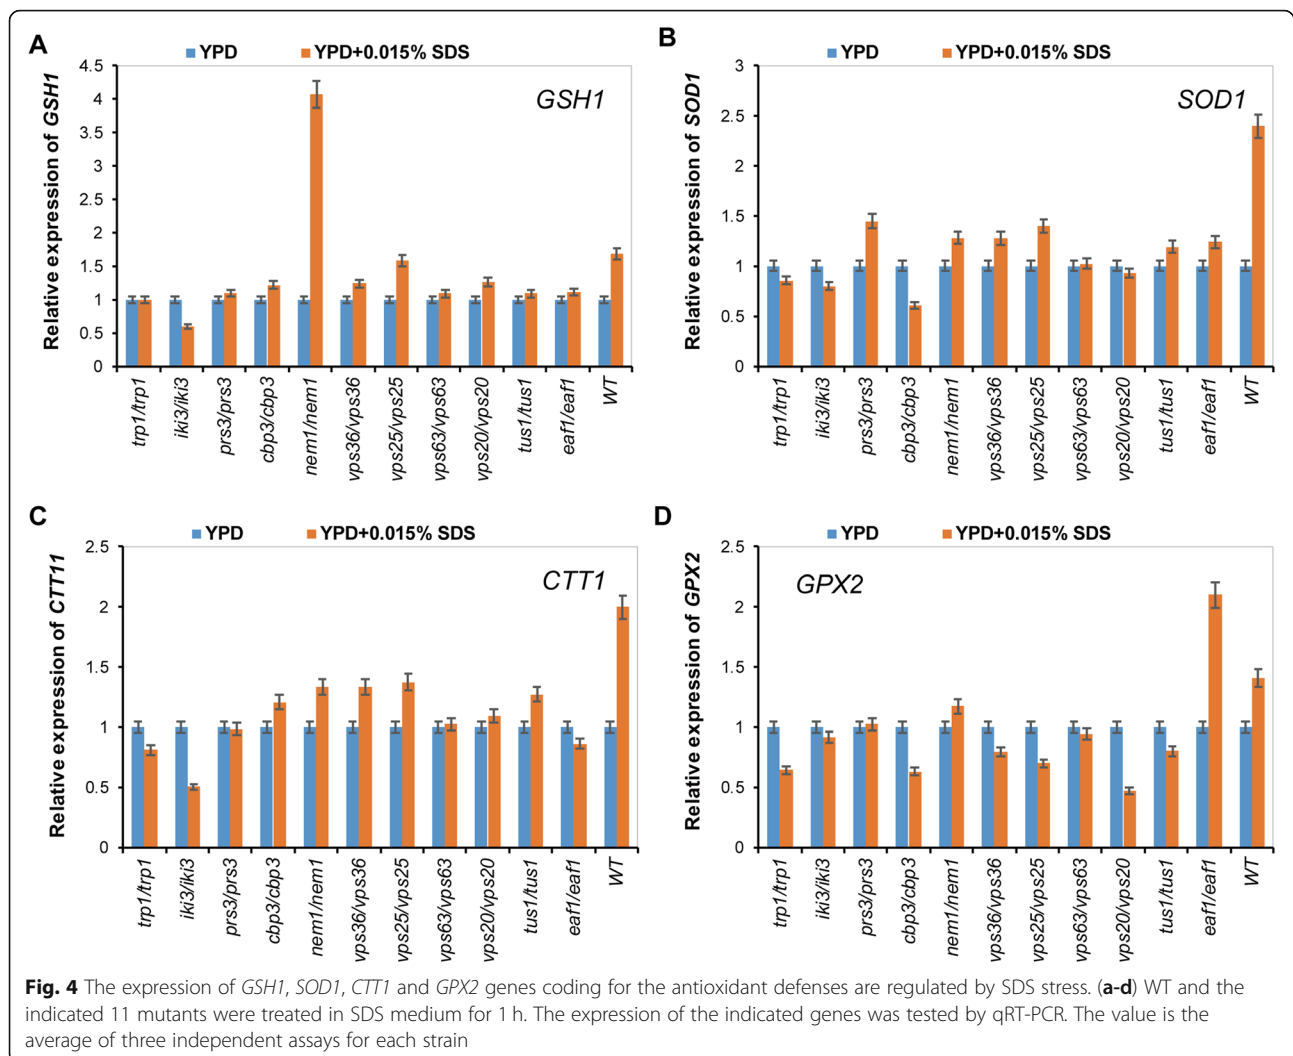 A
YPD
YPD+0.015% SDS
GSH1
Relative expression of GSH1
4.5
4
3.5
3
2.5
2
1.5
1
0.5
0
trp1/trp1
iki3/iki3
prs3/prs3
cbp3/cbp3
nem1/nem1
vps36/vps36
vps25/vps25
vps63/vps63
vps20/vps20
tus1/tus1
eaf1/eaf1
WT
B
YPD
YPD+0.015% SDS
SOD1
Relative expression of SOD1
3
2.5
2
1.5
1
0.5
0
trp1/trp1
iki3/iki3
prs3/prs3
cbp3/cbp3
nem1/nem1
vps36/vps36
vps25/vps25
vps63/vps63
vps20/vps20
tus1/tus1
eaf1/eaf1
WT
C
YPD
YPD+0.015% SDS
CTT1
Relative expression of CTT11
2.5
2
1.5
1
0.5
0
trp1/trp1
iki3/iki3
prs3/prs3
cbp3/cbp3
nem1/nem1
vps36/vps36
vps25/vps25
vps63/vps63
vps20/vps20
tus1/tus1
eaf1/eaf1
WT
D
YPD
YPD+0.015% SDS
GPX2
Relative expression of GPX2
2.5
2
1.5
1
0.5
0
trp1/trp1
iki3/iki3
prs3/prs3
cbp3/cbp3
nem1/nem1
vps36/vps36
vps25/vps25
vps63/vps63
vps20/vps20
tus1/tus1
eaf1/eaf1
WT
Fig. 4 The expression of GSH1, SOD1, CTT1 and GPX2 genes coding for the antioxidant defenses are regulated by SDS stress. (a-d) WT and the
indicated 11 mutants were treated in SDS medium for 1 h. The expression of the indicated genes was tested by qRT-PCR. The value is the
average of three independent assays for each strain